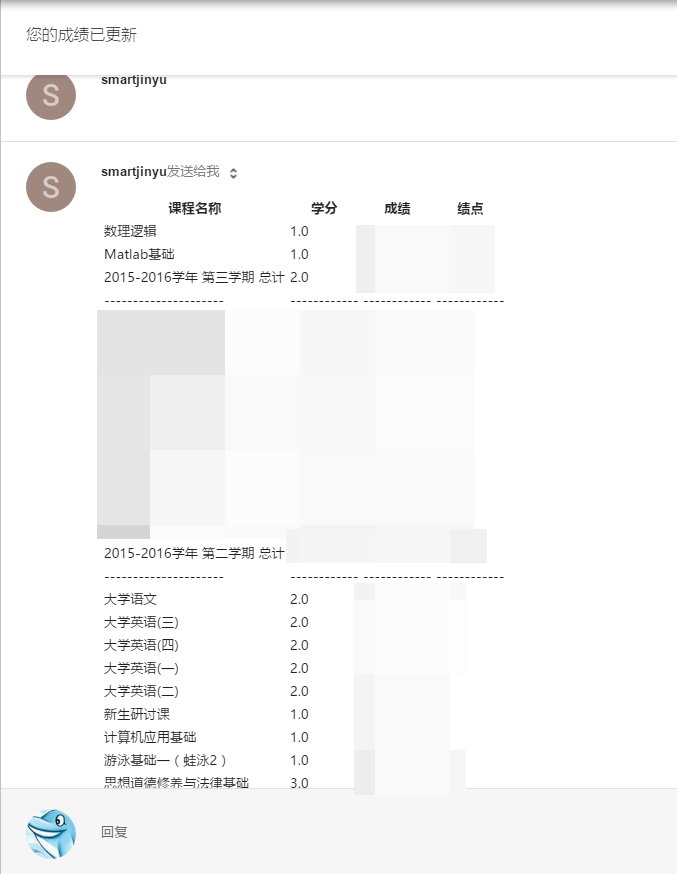 您的成绩已更新
smartjinyu
S
S
smartjinyu发送给我
课程名称 学分 成绩 绩点
数理逻辑 1.0
Matlab基础 1.0
2015-2016学年 第三学期 总计 2.0
--------------------- ------------ ------------ ------------
2015-2016学年 第二学期 总计
--------------------- ------------ ------------ ------------
大学语文 2.0
大学英语(三) 2.0
大学英语(四) 2.0
大学英语(一) 2.0
大学英语(二) 2.0
新生研讨课 1.0
计算机应用基础 1.0
游泳基础一（蛙泳2） 1.0
思想道德修养与法律基础 3.0
回复